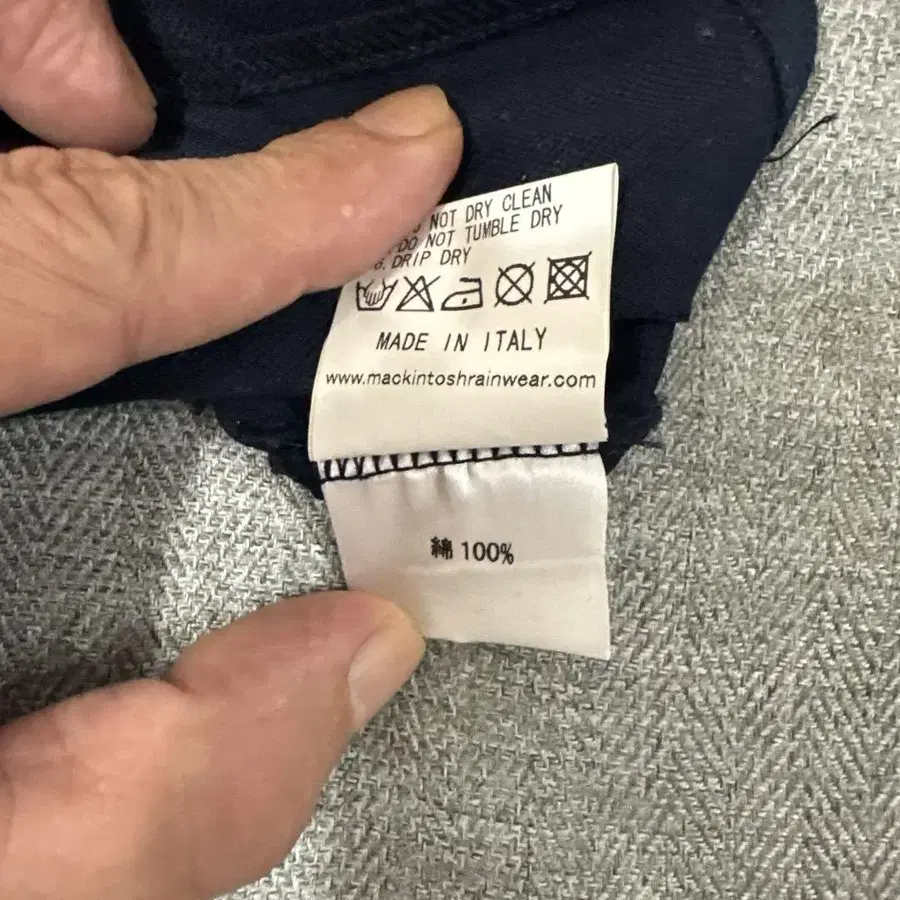 NOT DRY CLEAN
DO NOT TUMBLE DRY
6. DRIP DRY
MADE IN ITALY
www.mackintoshrainwear.com
綿 100%